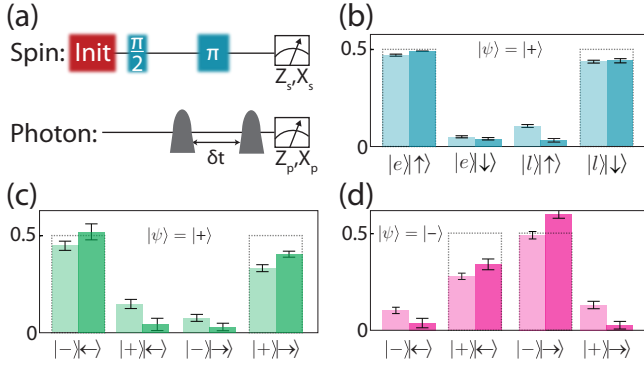 (a)
Spin: Init π/2 π Z_s,X_s
Photon: δt Z_p,X_p
(b)
|ψ⟩ = |+⟩
0.5
0
|e⟩|↑⟩ |e⟩|↓⟩ |l⟩|↑⟩ |l⟩|↓⟩
(c)
|ψ⟩ = |+⟩
0.5
0
|−⟩|←⟩ |+⟩|←⟩ |−⟩|→⟩ |+⟩|→⟩
(d)
|ψ⟩ = |−⟩
0.5
0
|−⟩|←⟩ |+⟩|←⟩ |−⟩|→⟩ |+⟩|→⟩